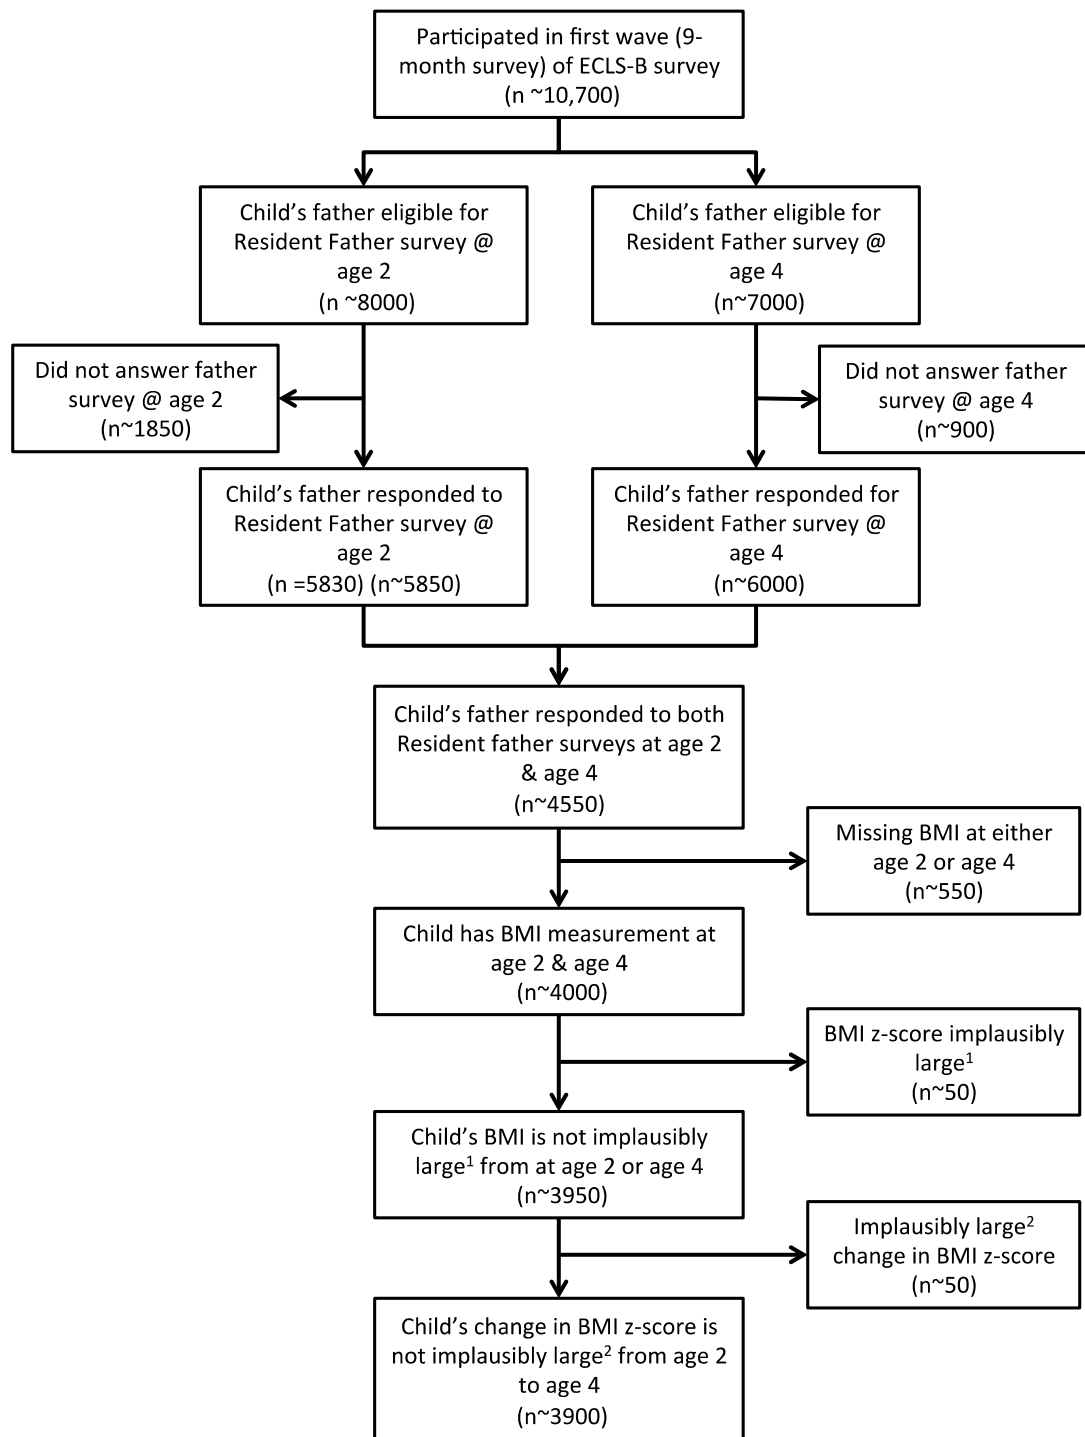 Participated in first wave (9-
month survey) of ECLS-B survey
(n ~10,700)
Child’s father eligible for
Resident Father survey @
age 2
(n ~8000)
Child’s father eligible for
Resident Father survey @
age 4
(n~7000)
Did not answer father
survey @ age 2
(n~1850)
Did not answer father
survey @ age 4
(n~900)
Child’s father responded to
Resident Father survey @
age 2
(n =5830) (n~5850)
Child’s father responded for
Resident Father survey @
age 4
(n~6000)
Child’s father responded to both
Resident father surveys at age 2
& age 4
(n~4550)
Missing BMI at either
age 2 or age 4
(n~550)
Child has BMI measurement at
age 2 & age 4
(n~4000)
BMI z-score implausibly
large¹
(n~50)
Child’s BMI is not implausibly
large¹ from at age 2 or age 4
(n~3950)
Implausibly large²
change in BMI z-score
(n~50)
Child’s change in BMI z-score is
not implausibly large² from age 2
to age 4
(n~3900)